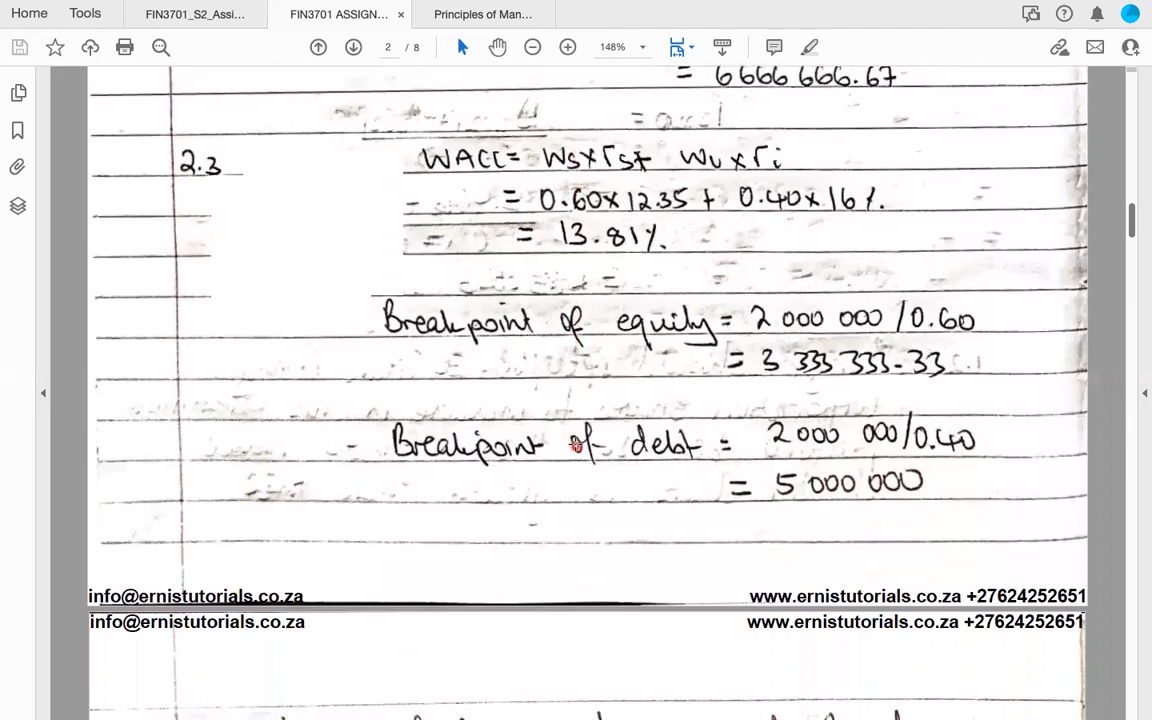 Home Tools FIN3701_S2_Assi... FIN3701 ASSIGN... × Principles of Man...
2 / 8 148%
= 6666 666.67
2.3 WACC = Ws×rs+ Wi×ri
= 0.60×12.35 + 0.40×16%.
= 13.81%.
Breakpoint of equity = 2 000 000 /0.60
= 3 333 333.33
- Breakpoint of debt = 2 000 000/0.40
= 5 000 000
info@ernistutorials.co.za www.ernistutorials.co.za +27624252651
info@ernistutorials.co.za www.ernistutorials.co.za +27624252651